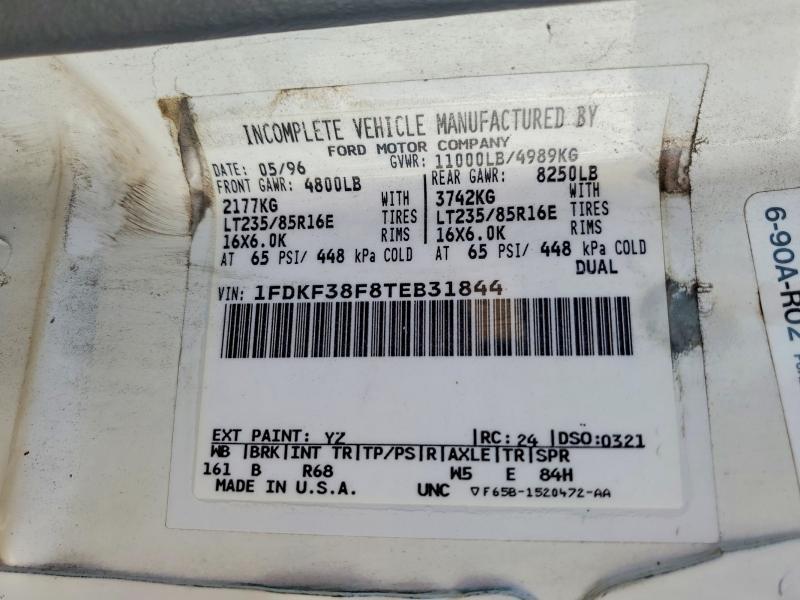 INCOMPLETE VEHICLE MANUFACTURED BY
FORD MOTOR COMPANY
DATE: 05/96 GVWR: 11000LB/4989KG
FRONT GAWR: 4800LB REAR GAWR: 8250LB
2177KG WITH 3742KG WITH
LT235/85R16E TIRES LT235/85R16E TIRES
16X6.0K RIMS 16X6.0K RIMS
AT 65 PSI/ 448 kPa COLD AT 65 PSI/ 448 kPa COLD
DUAL
VIN: 1FDKF38F8TEB31844
EXT PAINT: YZ RC: 24 DSO: 0321
WB BRK INT TR TP/PS R AXLE TR SPR
161 B R68 W5 E 84H
MADE IN U.S.A. UNC ▽F65B-1520472-AA
6-90A-R02